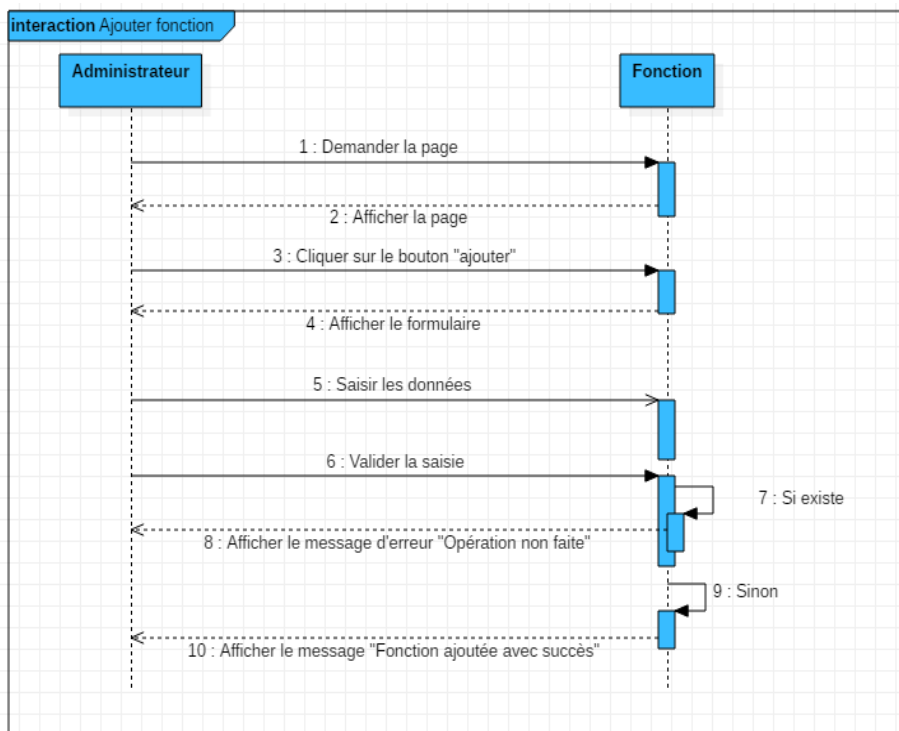 interaction Ajouter fonction
Administrateur
Fonction
1 : Demander la page
2 : Afficher la page
3 : Cliquer sur le bouton "ajouter"
4 : Afficher le formulaire
5 : Saisir les données
6 : Valider la saisie
7 : Si existe
8 : Afficher le message d'erreur "Opération non faite"
9 : Sinon
10 : Afficher le message "Fonction ajoutée avec succès"